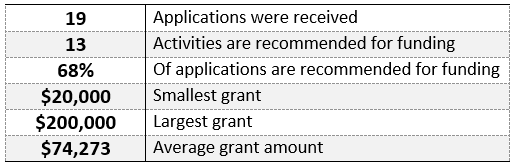 19 Applications were received
13 Activities are recommended for funding
68% Of applications are recommended for funding
$20,000 Smallest grant
$200,000 Largest grant
$74,273 Average grant amount